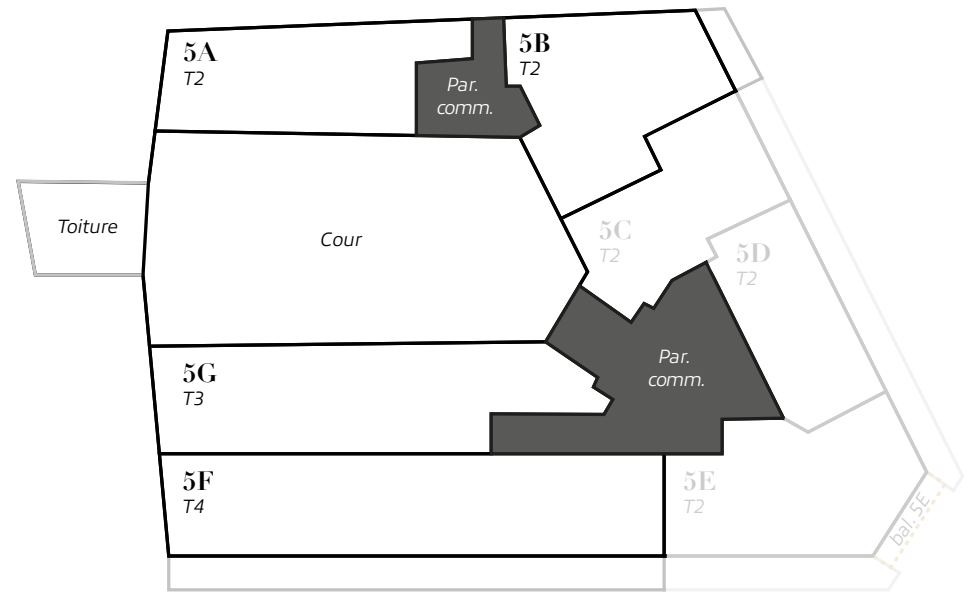 5A
T2
5B
T2
Par.
comm.
Toiture
Cour
5C
T2
5D
T2
Par.
comm.
5G
T3
5F
T4
5E
T2
bal. 5E